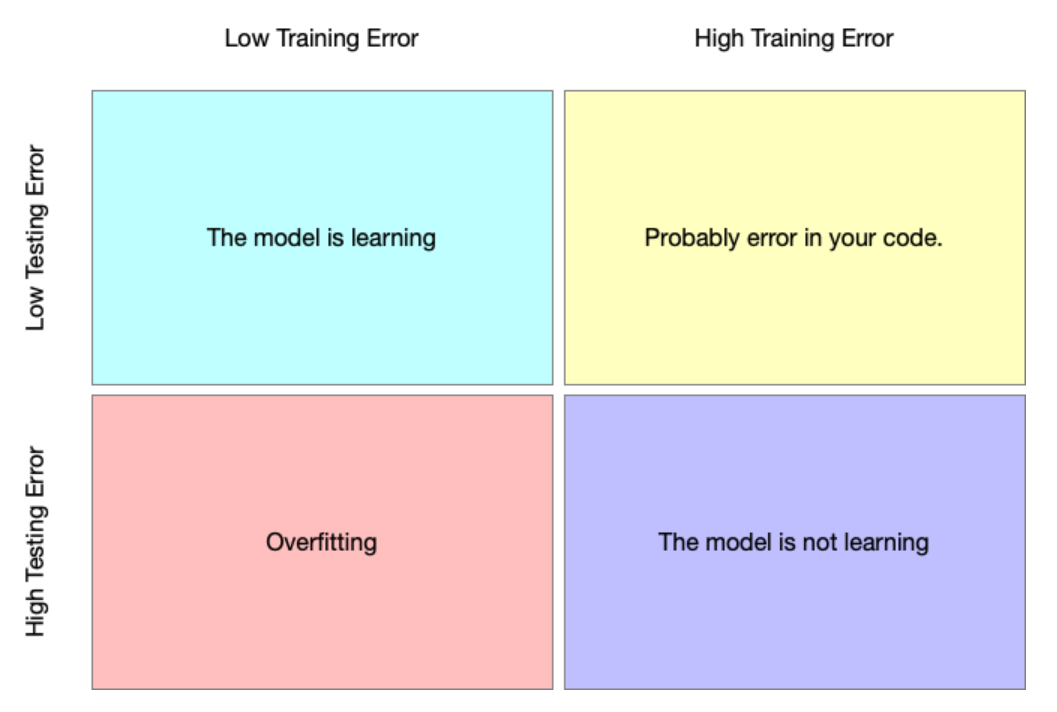 Low Training Error
High Training Error
Low Testing Error
The model is learning
Probably error in your code.
High Testing Error
Overfitting
The model is not learning